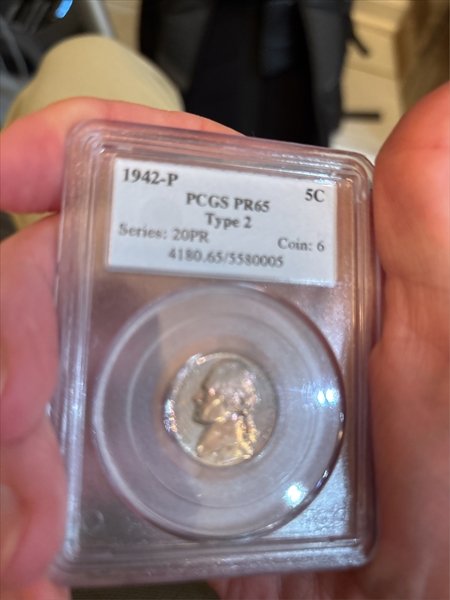 1942-P 5C
PCGS PR65
Type 2
Series: 20PR Coin: 6
4180.65/5580005